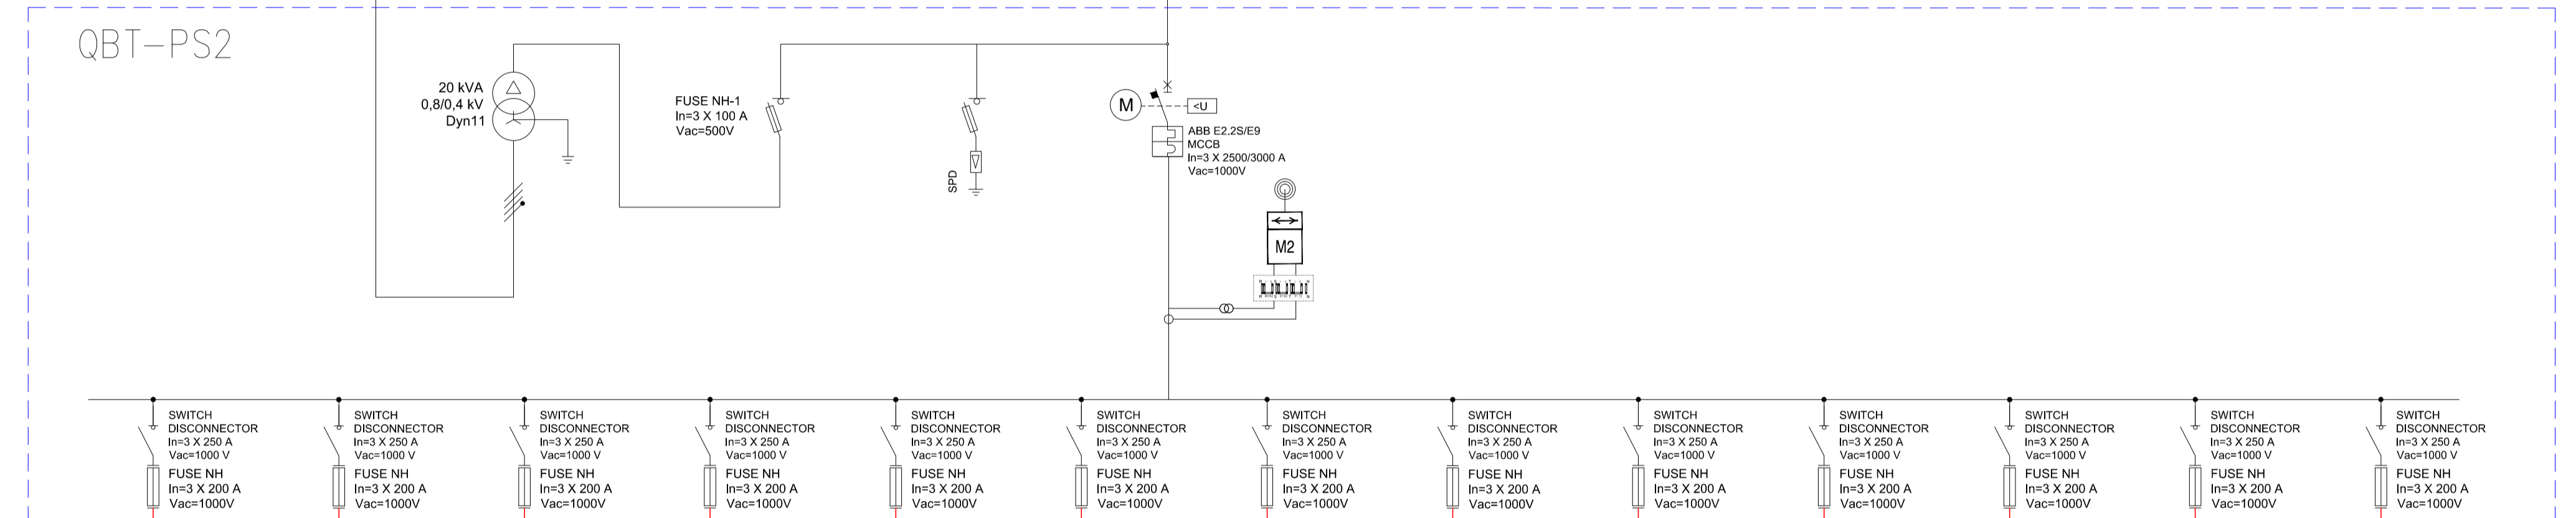 QBT-PS2
20 kVA
0,8/0,4 kV
Dyn11
FUSE NH-1
In=3 X 100 A
Vac=500V
SPD
M
<U
ABB E2.2S/E9
MCCB
In=3 X 2500/3000 A
Vac=1000V
M2
SWITCH
DISCONNECTOR
In=3 X 250 A
Vac=1000 V
FUSE NH
In=3 X 200 A
Vac=1000V
SWITCH
DISCONNECTOR
In=3 X 250 A
Vac=1000 V
FUSE NH
In=3 X 200 A
Vac=1000V
SWITCH
DISCONNECTOR
In=3 X 250 A
Vac=1000 V
FUSE NH
In=3 X 200 A
Vac=1000V
SWITCH
DISCONNECTOR
In=3 X 250 A
Vac=1000 V
FUSE NH
In=3 X 200 A
Vac=1000V
SWITCH
DISCONNECTOR
In=3 X 250 A
Vac=1000 V
FUSE NH
In=3 X 200 A
Vac=1000V
SWITCH
DISCONNECTOR
In=3 X 250 A
Vac=1000 V
FUSE NH
In=3 X 200 A
Vac=1000V
SWITCH
DISCONNECTOR
In=3 X 250 A
Vac=1000 V
FUSE NH
In=3 X 200 A
Vac=1000V
SWITCH
DISCONNECTOR
In=3 X 250 A
Vac=1000 V
FUSE NH
In=3 X 200 A
Vac=1000V
SWITCH
DISCONNECTOR
In=3 X 250 A
Vac=1000 V
FUSE NH
In=3 X 200 A
Vac=1000V
SWITCH
DISCONNECTOR
In=3 X 250 A
Vac=1000 V
FUSE NH
In=3 X 200 A
Vac=1000V
SWITCH
DISCONNECTOR
In=3 X 250 A
Vac=1000 V
FUSE NH
In=3 X 200 A
Vac=1000V
SWITCH
DISCONNECTOR
In=3 X 250 A
Vac=1000 V
FUSE NH
In=3 X 200 A
Vac=1000V
SWITCH
DISCONNECTOR
In=3 X 250 A
Vac=1000 V
FUSE NH
In=3 X 200 A
Vac=1000V